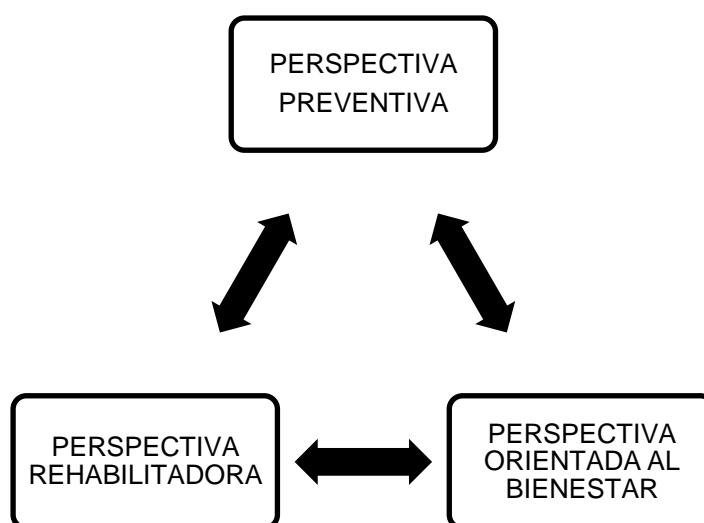 PERSPECTIVA
PREVENTIVA
PERSPECTIVA
REHABILITADORA
PERSPECTIVA
ORIENTADA AL
BIENESTAR